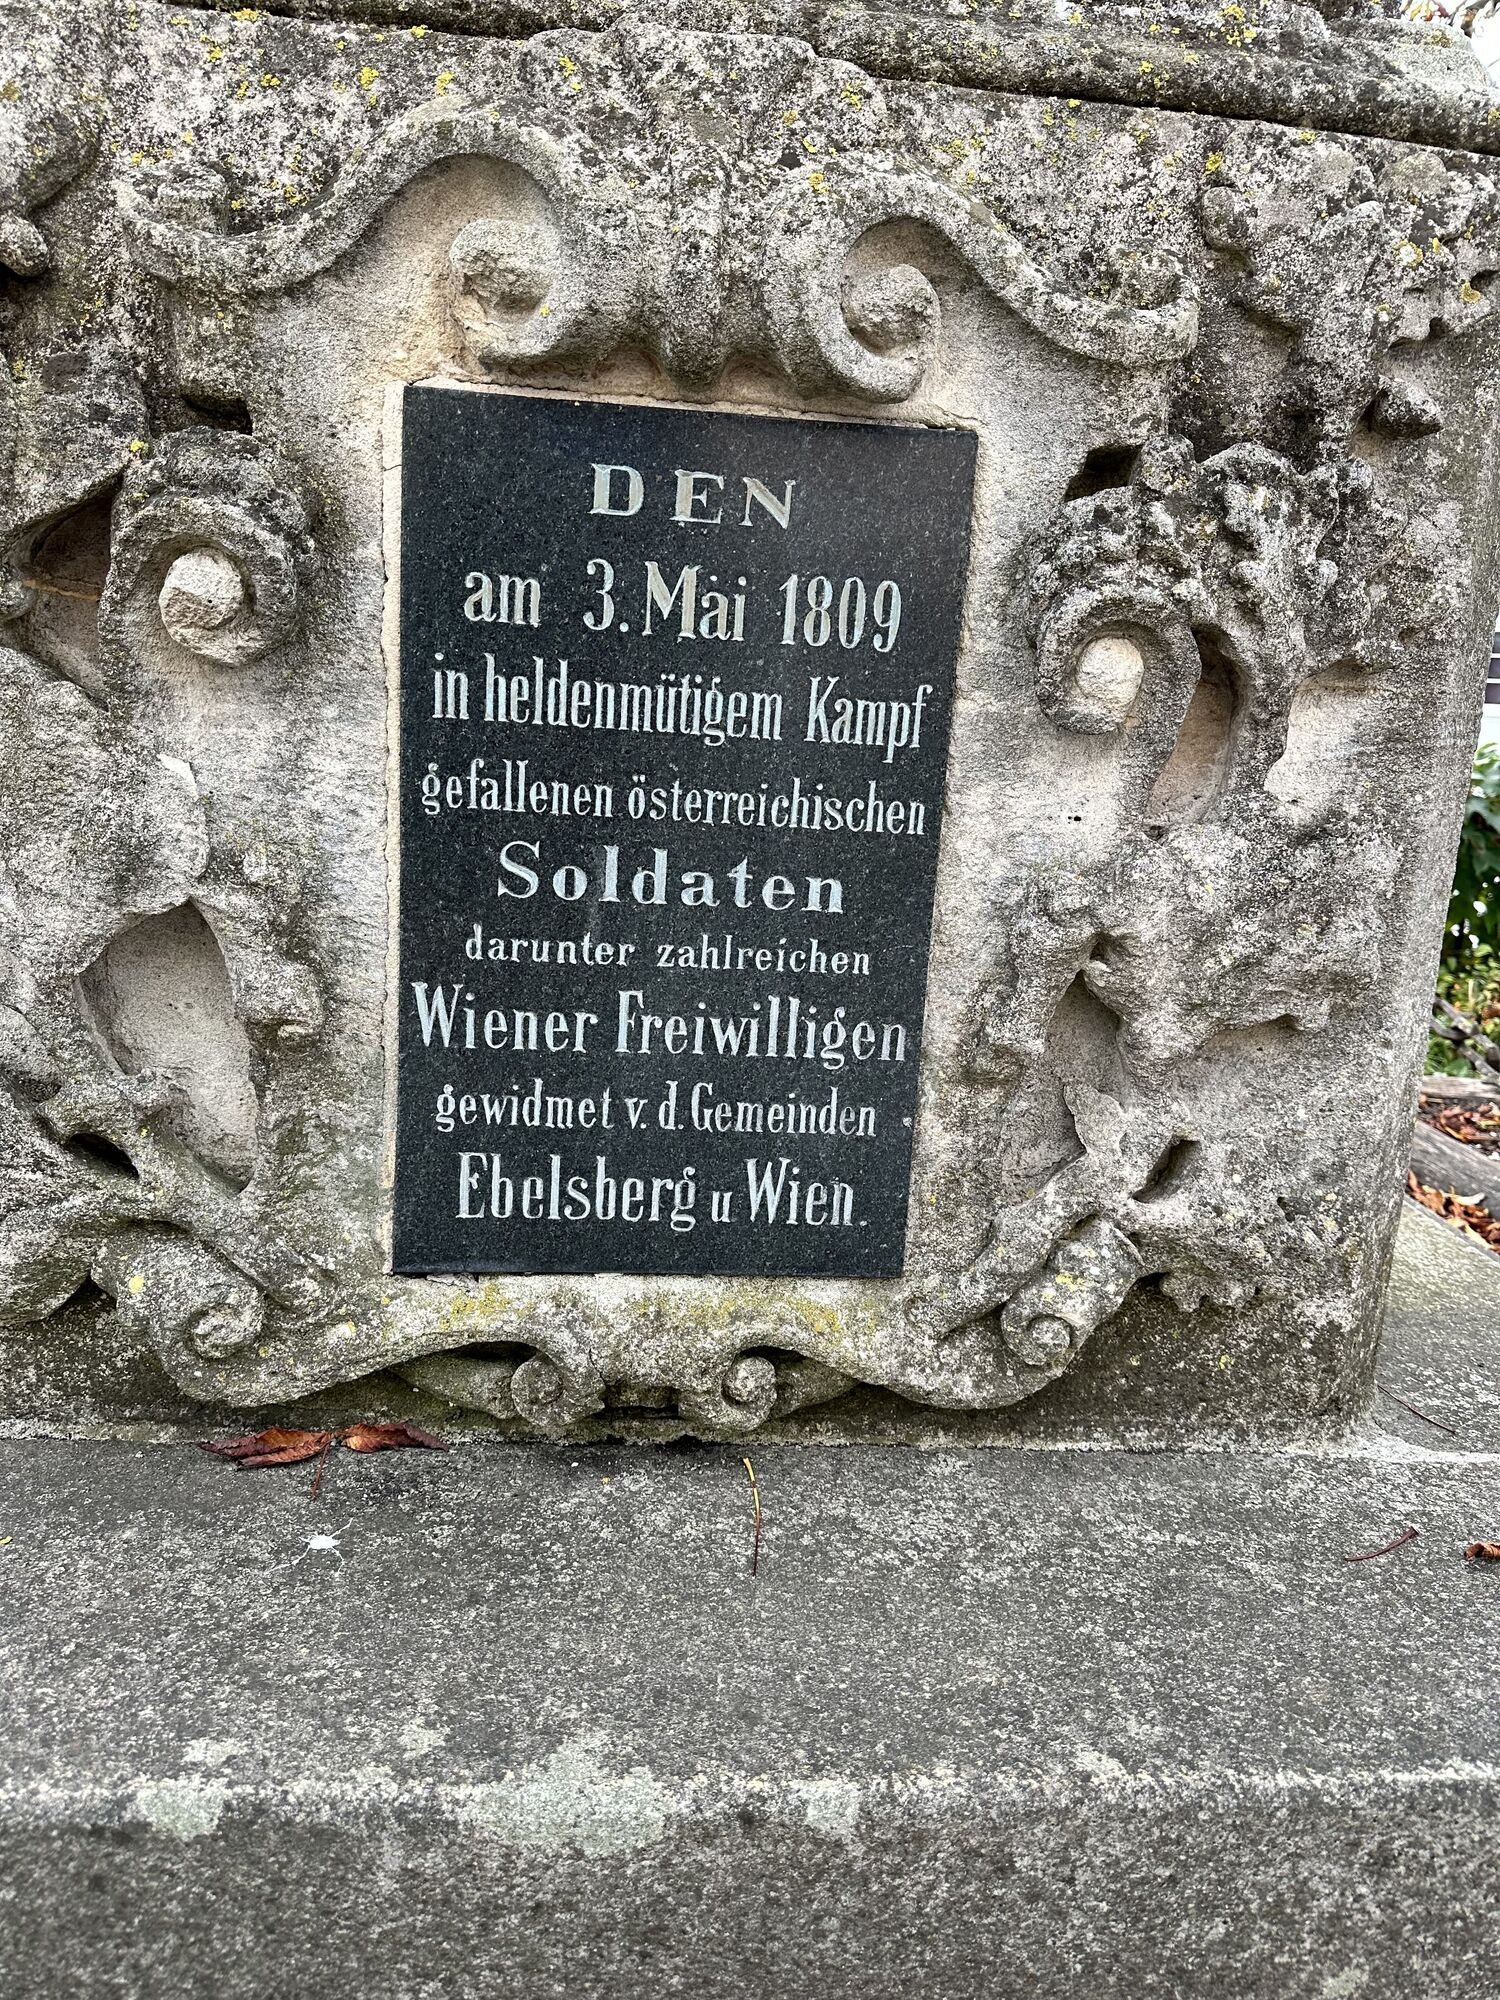 DEN
am 3. Mai 1809
in heldenmütigem Kampf
gefallenen österreichischen
Soldaten
darunter zahlreichen
Wiener Freiwilligen
gewidmet v. d. Gemeinden
Ebelsberg u Wien.